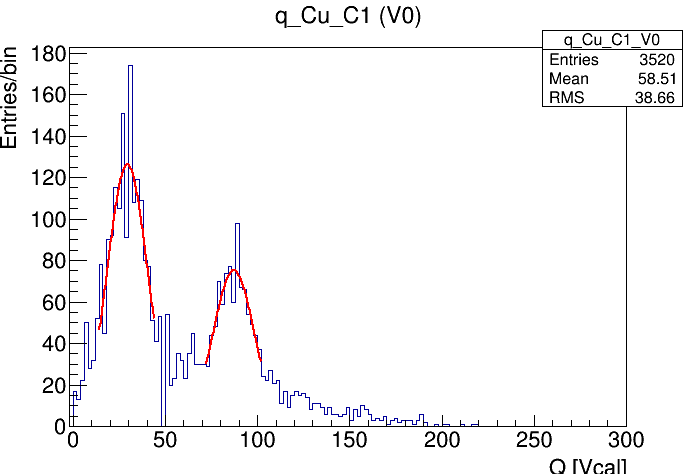 q_Cu_C1 (V0)
q_Cu_C1_V0
Entries 3520
Mean 58.51
RMS 38.66
Entries/bin
180
160
140
120
100
80
60
40
20
0
0 50 100 150 200 250 300
Q [Vcal]